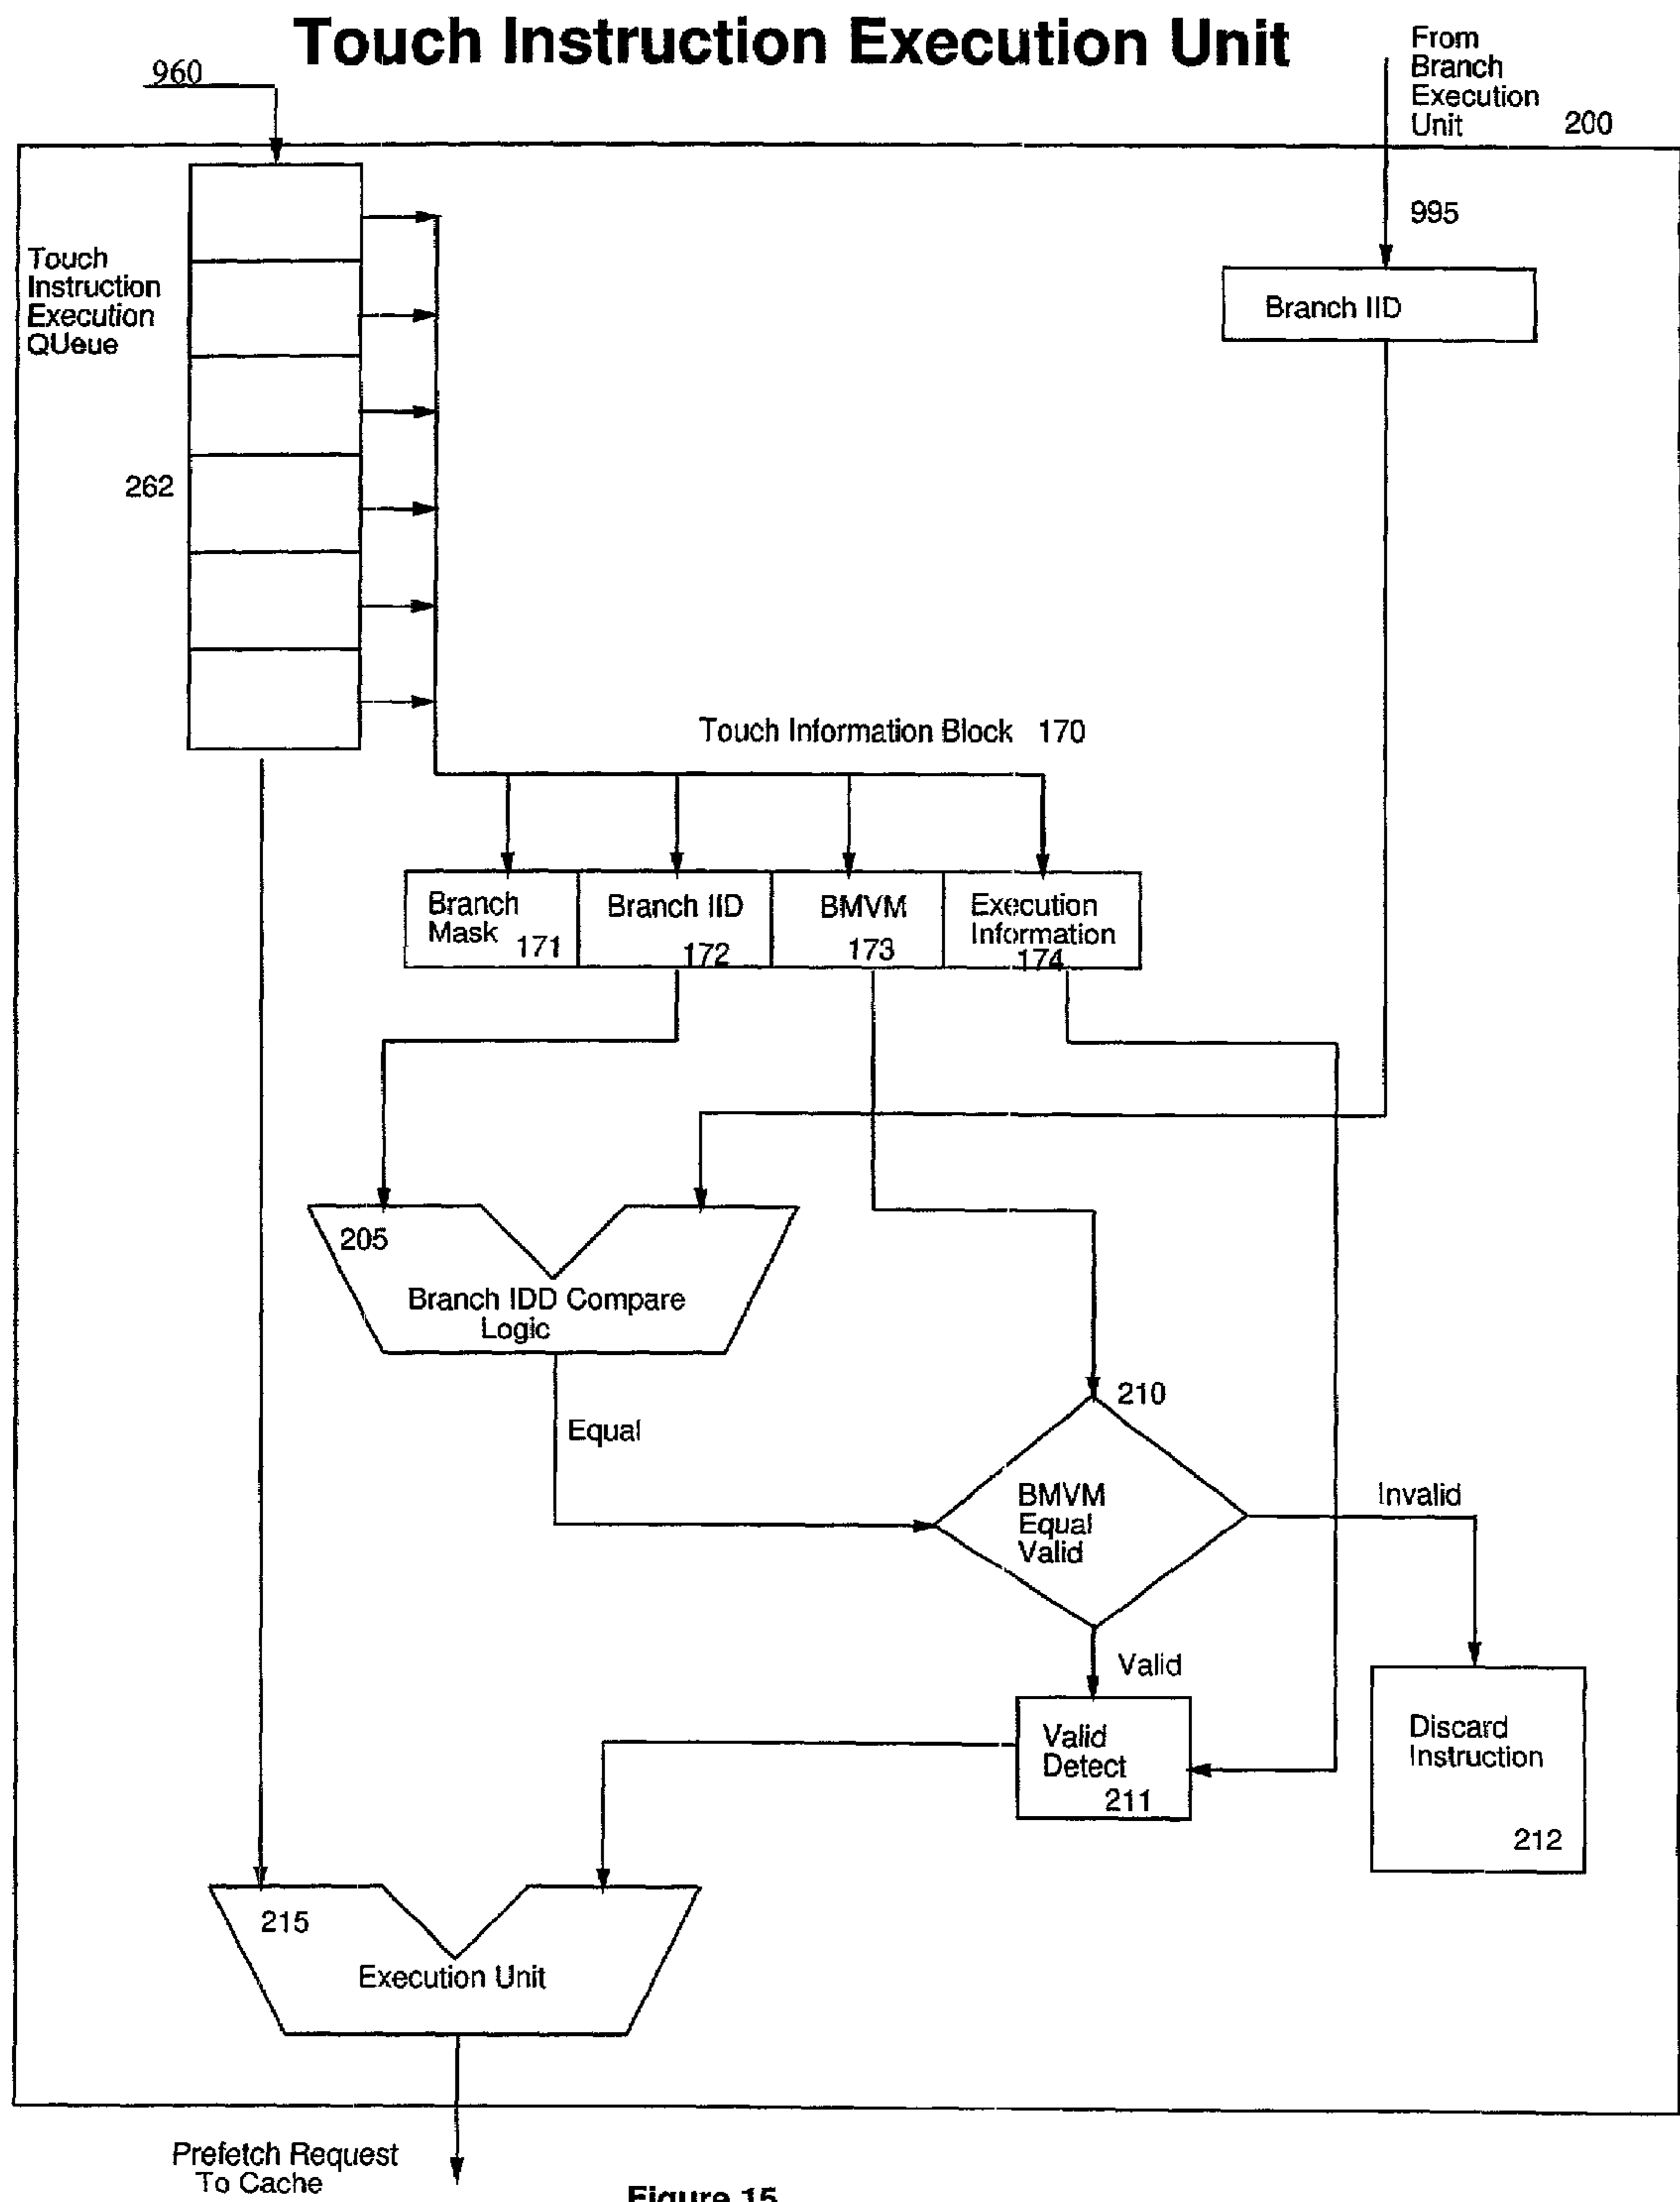 Touch Instruction Execution Unit
960
From
Branch
Execution
Unit
200
995
Touch
Instruction
Execution
QUeue
Branch IID
262
Touch Information Block 170
Branch
Mask 171
Branch IID
172
BMVM
173
Execution
Information
174
205
Branch IDD Compare
Logic
Equal
210
BMVM
Equal
Valid
Invalid
Valid
Valid
Detect
211
Discard
Instruction
212
215
Execution Unit
Prefetch Request
To Cache
Figure 15